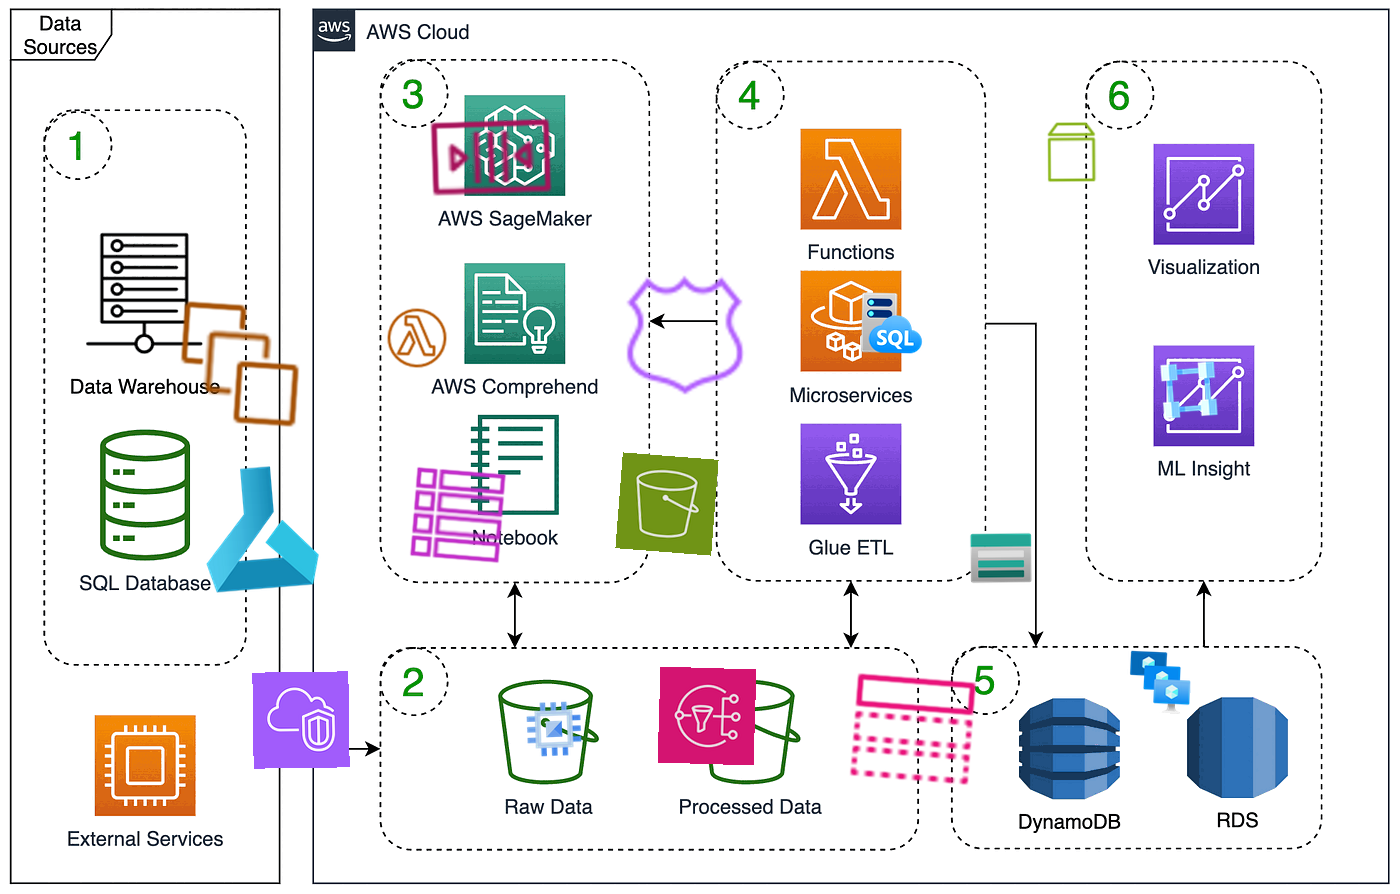 Data
Sources
aws
AWS Cloud
1
Data Warehouse
SQL Database
External Services
3
AWS SageMaker
AWS Comprehend
Notebook
4
Functions
SQL
Microservices
Glue ETL
6
Visualization
ML Insight
2
Raw Data
Processed Data
5
DynamoDB
RDS